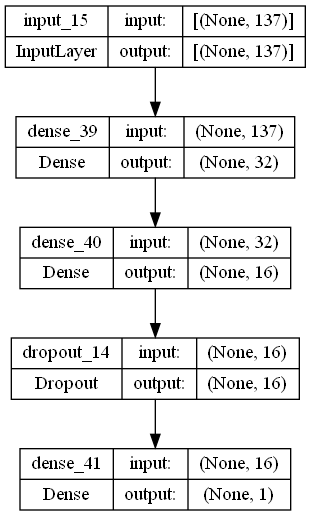 input_15 input: [(None, 137)]
InputLayer output: [(None, 137)]
dense_39 input: (None, 137)
Dense output: (None, 32)
dense_40 input: (None, 32)
Dense output: (None, 16)
dropout_14 input: (None, 16)
Dropout output: (None, 16)
dense_41 input: (None, 16)
Dense output: (None, 1)